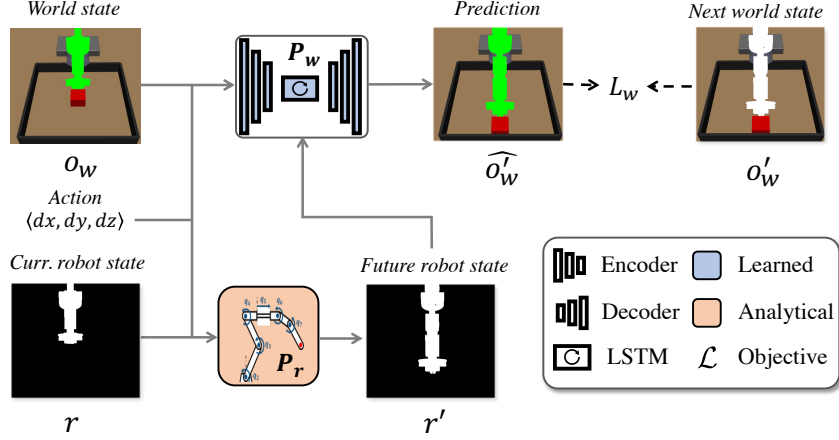 World state
Prediction
Next world state
P_w
L_w
o_w
\widehat{o'_w}
o'_w
Action
⟨dx, dy, dz⟩
Curr. robot state
Future robot state
P_r
r
r'
Encoder
Learned
Decoder
Analytical
LSTM
ℒ Objective